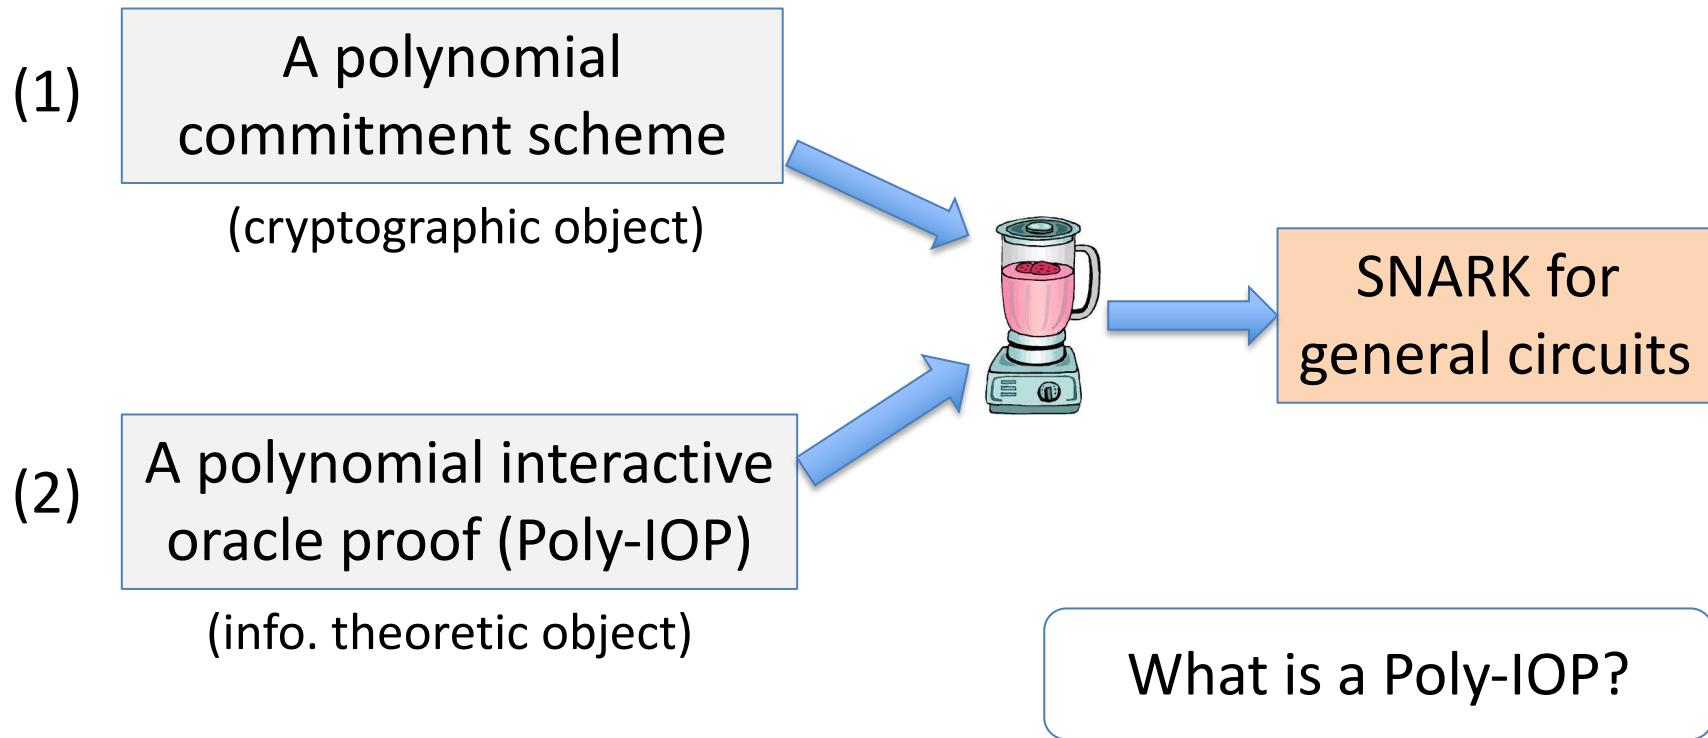 (1)
A polynomial
commitment scheme
(cryptographic object)
(2)
A polynomial interactive
oracle proof (Poly-IOP)
(info. theoretic object)
SNARK for
general circuits
What is a Poly-IOP?